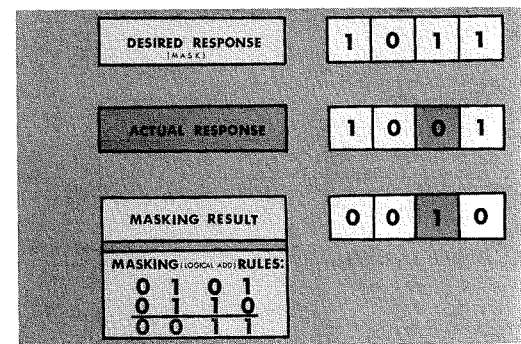 DESIRED RESPONSE 1 0 1 1
(MASK)
ACTUAL RESPONSE 1 0 0 1
MASKING RESULT 0 0 1 0
MASKING (LOGICAL ADD) RULES:
0 1 0 1
0 1 1 0
0 0 1 1